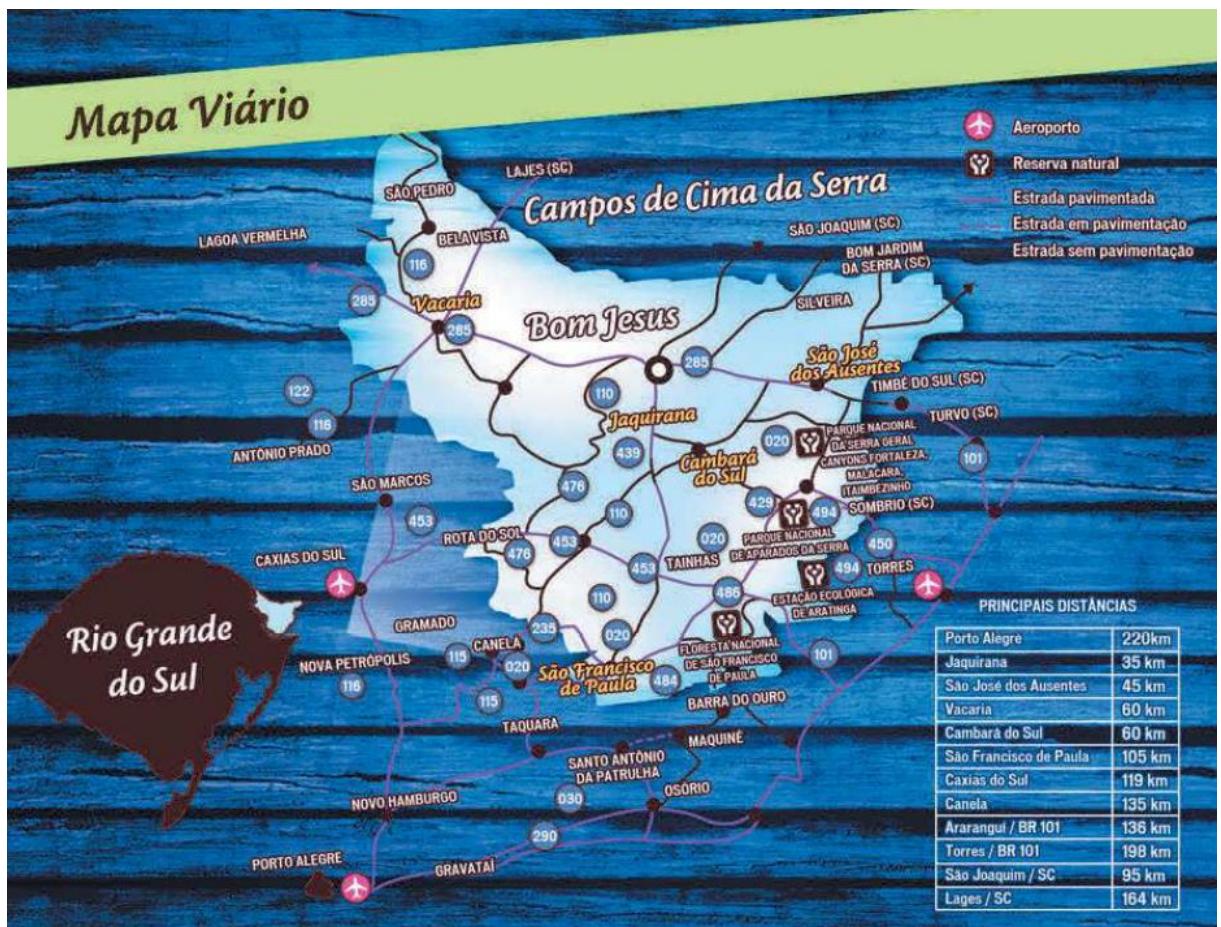 Mapa Viário
Aeroporto
Reserva natural
Estrada pavimentada
Estrada em pavimentação
Estrada sem pavimentação
Campos de Cima da Serra
LAJES (SC)
SÃO PEDRO
BELA VISTA
LAGOA VERMELHA
116
285
Vacaria
285
Bom Jesus
SÃO JOAQUIM (SC)
BOM JARDIM
DA SERRA (SC)
SILVEIRA
285
São José
dos Ausentes
TIMBÉ DO SUL (SC)
TURVO (SC)
122
116
ANTÔNIO PRADO
110
Jaquirana
439
Cambará
do Sul
020
PARQUE NACIONAL
DA SERRA GERAL
CANYONS FORTALEZA,
MALACARA,
ITAIMBEZINHO
101
SÃO MARCOS
453
476
110
429
494
SOMBRIO (SC)
ROTA DO SOL
476
453
453
TAINHAS
020
PARQUE NACIONAL
DE APARADOS DA SERRA
450
494
TORRES
CAXIAS DO SUL
486
ESTAÇÃO ECOLÓGICA
DE ARATINGA
110
GRAMADO
235
020
NOVA PETRÓPOLIS
116
115
CANELA
020
115
São Francisco
de Paula
484
FLORESTA NACIONAL
DE SÃO FRANCISCO
DE PAULA
101
BARRA DO OURO
TAQUARA
MAQUINÉ
SANTO ANTÔNIO
DA PATRULHA
030
OSÓRIO
NOVO HAMBURGO
290
GRAVATAÍ
PORTO ALEGRE
Rio Grande
do Sul
PRINCIPAIS DISTÂNCIAS
Porto Alegre 220km
Jaquirana 35 km
São José dos Ausentes 45 km
Vacaria 60 km
Cambará do Sul 60 km
São Francisco de Paula 105 km
Caxias do Sul 119 km
Canela 135 km
Araranguí / BR 101 136 km
Torres / BR 101 198 km
São Joaquim / SC 95 km
Lages / SC 164 km